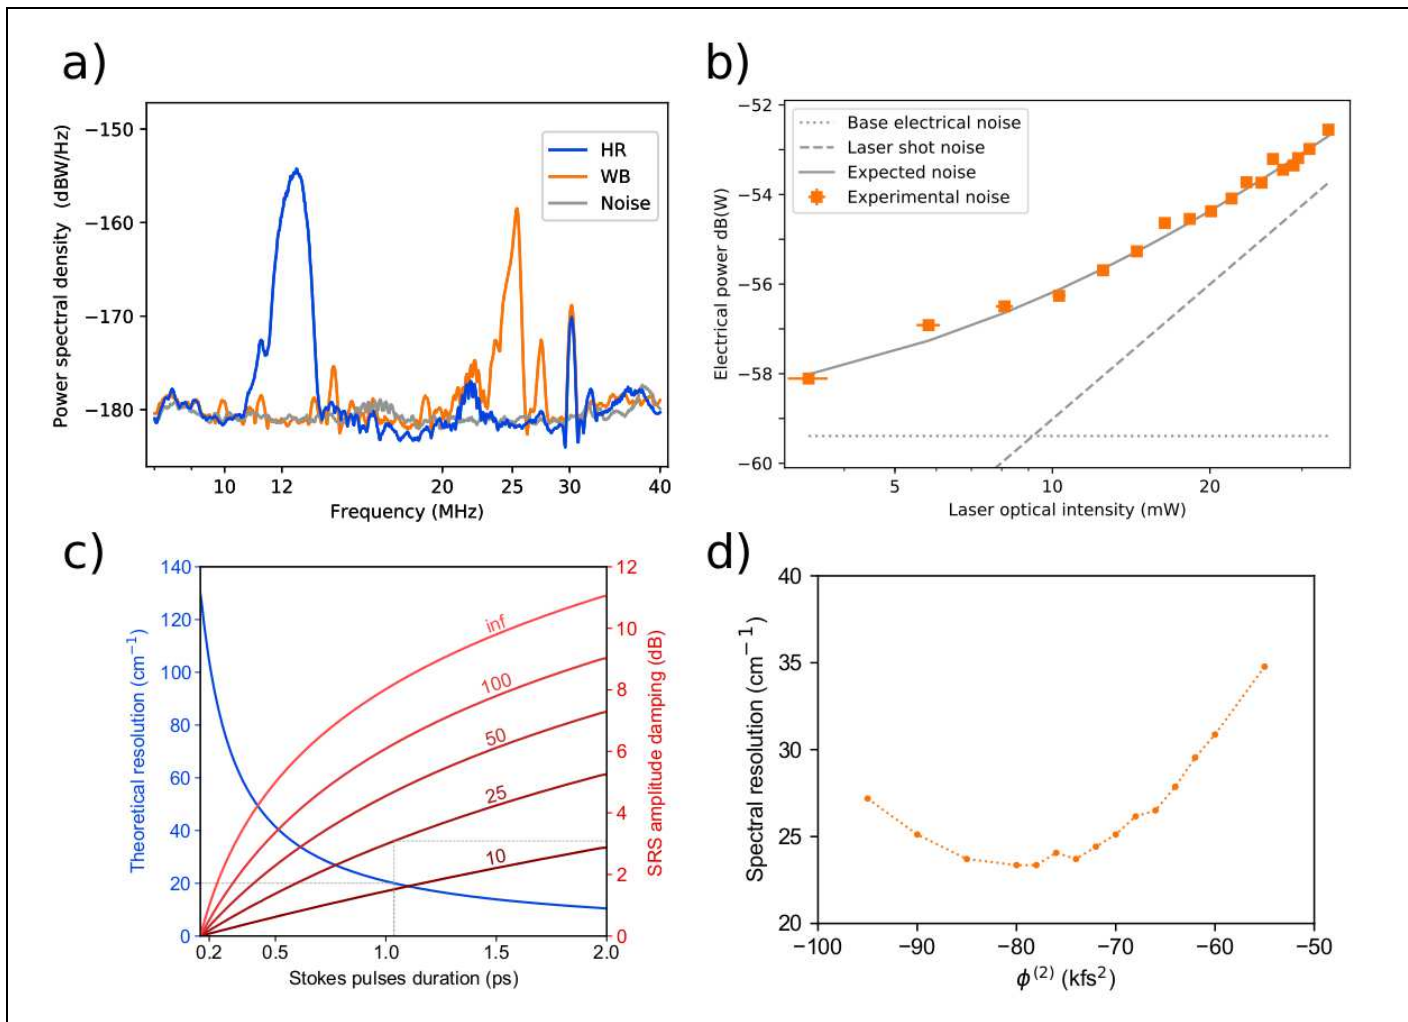 a)
Power spectral density (dBW/Hz)
−150
−160
−170
−180
HR
WB
Noise
10
12
20
25
30
40
Frequency (MHz)
b)
Electrical power dB(W)
−52
−54
−56
−58
−60
Base electrical noise
Laser shot noise
Expected noise
Experimental noise
5
10
20
Laser optical intensity (mW)
c)
Theoretical resolution (cm⁻¹)
140
120
100
80
60
40
20
0
inf
100
50
25
10
12
10
8
6
4
2
0
SRS amplitude damping (dB)
0.2
0.5
1.0
1.5
2.0
Stokes pulses duration (ps)
d)
Spectral resolution (cm⁻¹)
40
35
30
25
20
−100
−90
−80
−70
−60
−50
ϕ⁽²⁾ (kfs²)